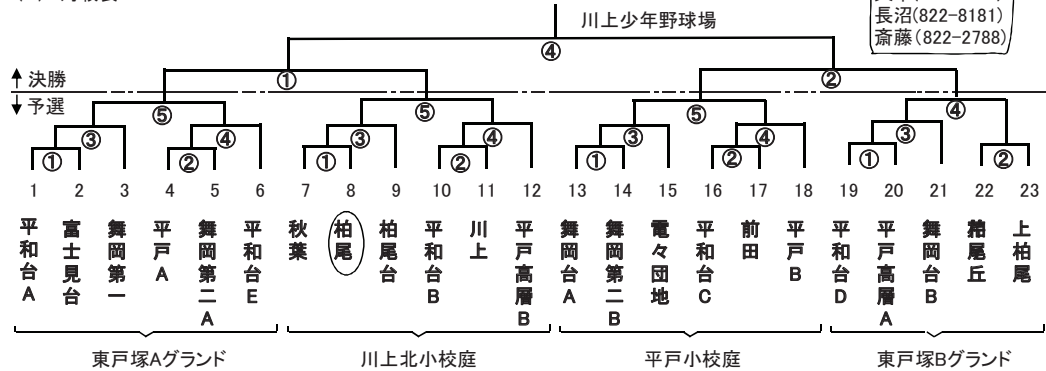 川上少年野球場
長沼(822-8181)
斎藤(822-2788)
④
① ②
↑決勝
↓予選
⑤ ⑤ ⑤ ④
③ ④ ③ ④ ③ ④ ③
① ② ① ② ① ② ① ②
1 2 3 4 5 6 7 8 9 10 11 12 13 14 15 16 17 18 19 20 21 22 23
平和台A
富士見台
舞岡第一
平戸A
舞岡第二A
平和台E
秋葉
柏尾
柏尾台
平和台B
川上
平戸高層B
舞岡台A
舞岡第二B
電々団地
平和台C
前田
平戸B
平和台D
平戸高層A
舞岡台B
柏尾丘
上柏尾
東戸塚Aグランド 川上北小校庭 平戸小校庭 東戸塚Bグランド